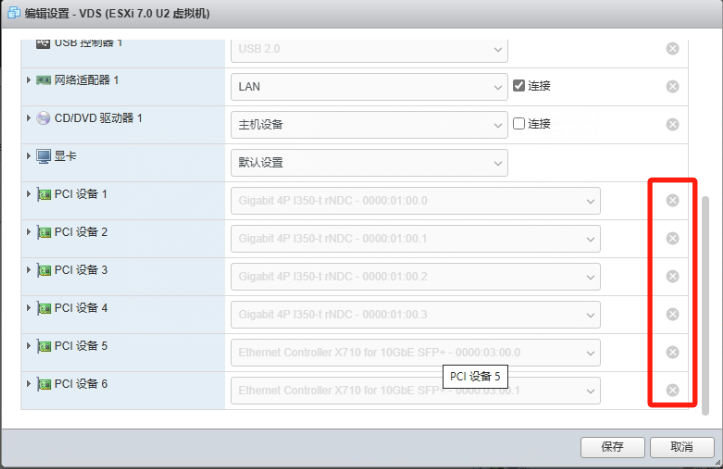 编辑设置 - VDS (ESXi 7.0 U2 虚拟机)
USB 控制器 1 USB 2.0
网络适配器 1 LAN 连接
CD/DVD 驱动器 1 主机设备 连接
显卡 默认设置
PCI 设备 1 Gigabit 4P I350-t rNDC - 0000:01:00.0
PCI 设备 2 Gigabit 4P I350-t rNDC - 0000:01:00.1
PCI 设备 3 Gigabit 4P I350-t rNDC - 0000:01:00.2
PCI 设备 4 Gigabit 4P I350-t rNDC - 0000:01:00.3
PCI 设备 5 Ethernet Controller X710 for 10GbE SFP+ - 0000:03:00.0
PCI 设备 5
PCI 设备 6 Ethernet Controller X710 for 10GbE SFP+ - 0000:03:00.1
保存 取消